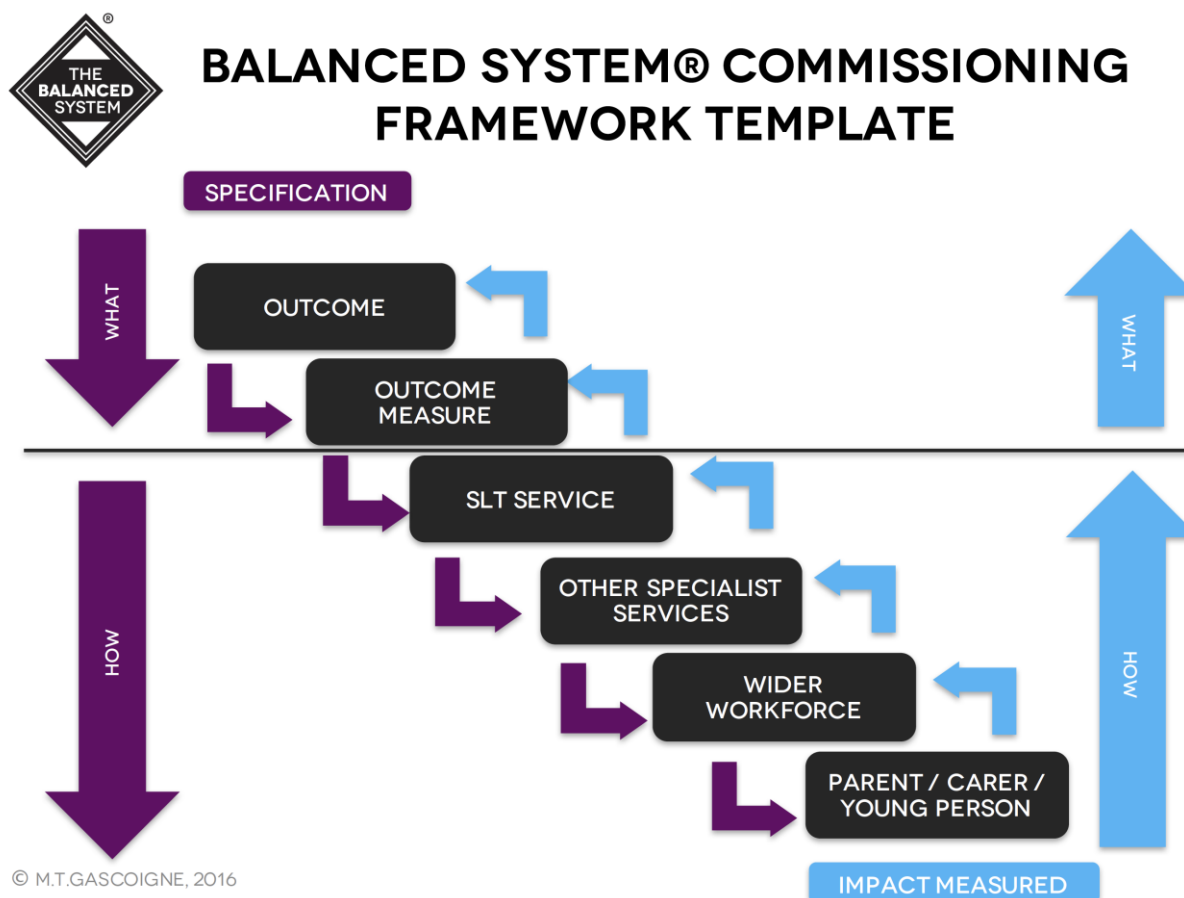 ®
THE
BALANCED
SYSTEM
BALANCED SYSTEM® COMMISSIONING
FRAMEWORK TEMPLATE
SPECIFICATION
WHAT
OUTCOME
WHAT
OUTCOME
MEASURE
SLT SERVICE
OTHER SPECIALIST
SERVICES
HOW
HOW
WIDER
WORKFORCE
PARENT / CARER /
YOUNG PERSON
© M.T.GASCOIGNE, 2016
IMPACT MEASURED